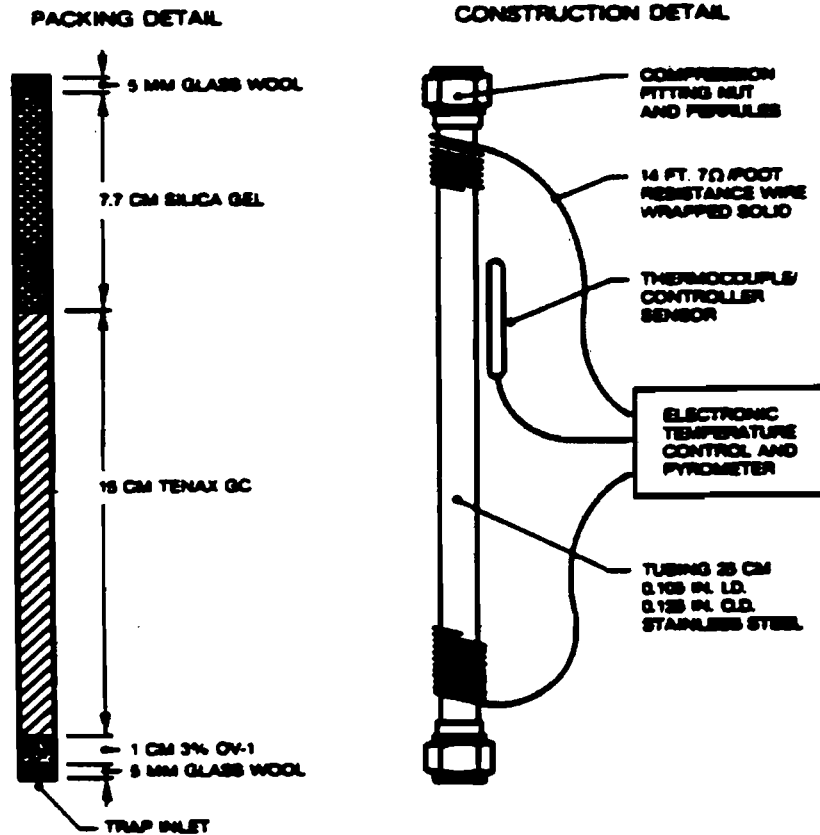 PACKING DETAIL
5 MM GLASS WOOL
7.7 CM SILICA GEL
15 CM TENAX GC
1 CM 3% OV-1
5 MM GLASS WOOL
TRAP INLET
CONSTRUCTION DETAIL
COMPRESSION
FITTING NUT
AND FERRULES
14 FT. 7Ω/FOOT
RESISTANCE WIRE
WRAPPED SOLID
THERMOCOUPLE/
CONTROLLER
SENSOR
ELECTRONIC
TEMPERATURE
CONTROL AND
PYROMETER
TUBING 25 CM
0.105 IN. I.D.
0.125 IN. O.D.
STAINLESS STEEL